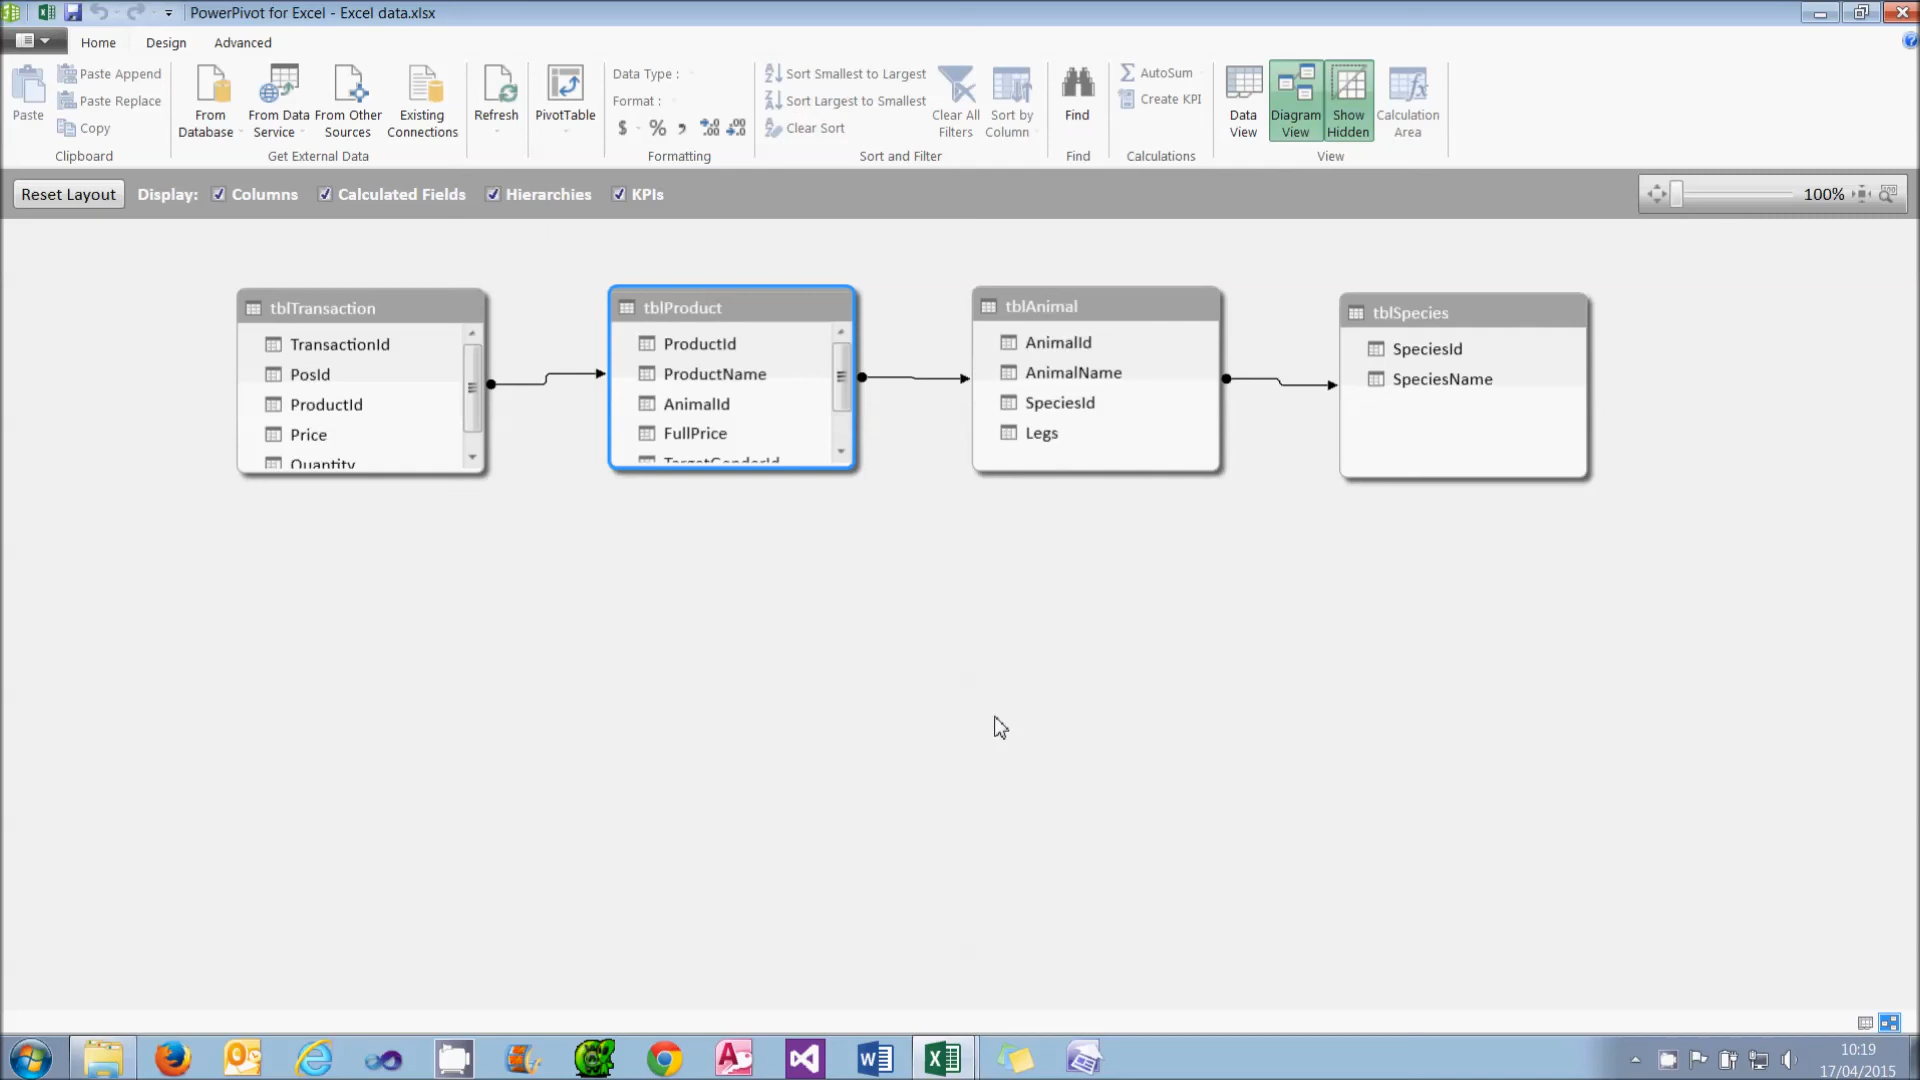 PowerPivot for Excel - Excel data.xlsx
Home Design Advanced
Paste
Paste Append
Paste Replace
Copy
Clipboard
From Database
From Data Service
From Other Sources
Existing Connections
Get External Data
Refresh
PivotTable
Data Type :
Format :
$ % ,
Formatting
Sort Smallest to Largest
Sort Largest to Smallest
Clear Sort
Clear All Filters
Sort by Column
Sort and Filter
Find
Find
AutoSum
Create KPI
Calculations
Data View
Diagram View
Show Hidden
Calculation Area
View
Reset Layout Display: Columns Calculated Fields Hierarchies KPIs 100%
tblTransaction
TransactionId
PosId
ProductId
Price
Quantity
tblProduct
ProductId
ProductName
AnimalId
FullPrice
TargetGenderId
tblAnimal
AnimalId
AnimalName
SpeciesId
Legs
tblSpecies
SpeciesId
SpeciesName
10:19
17/04/2015